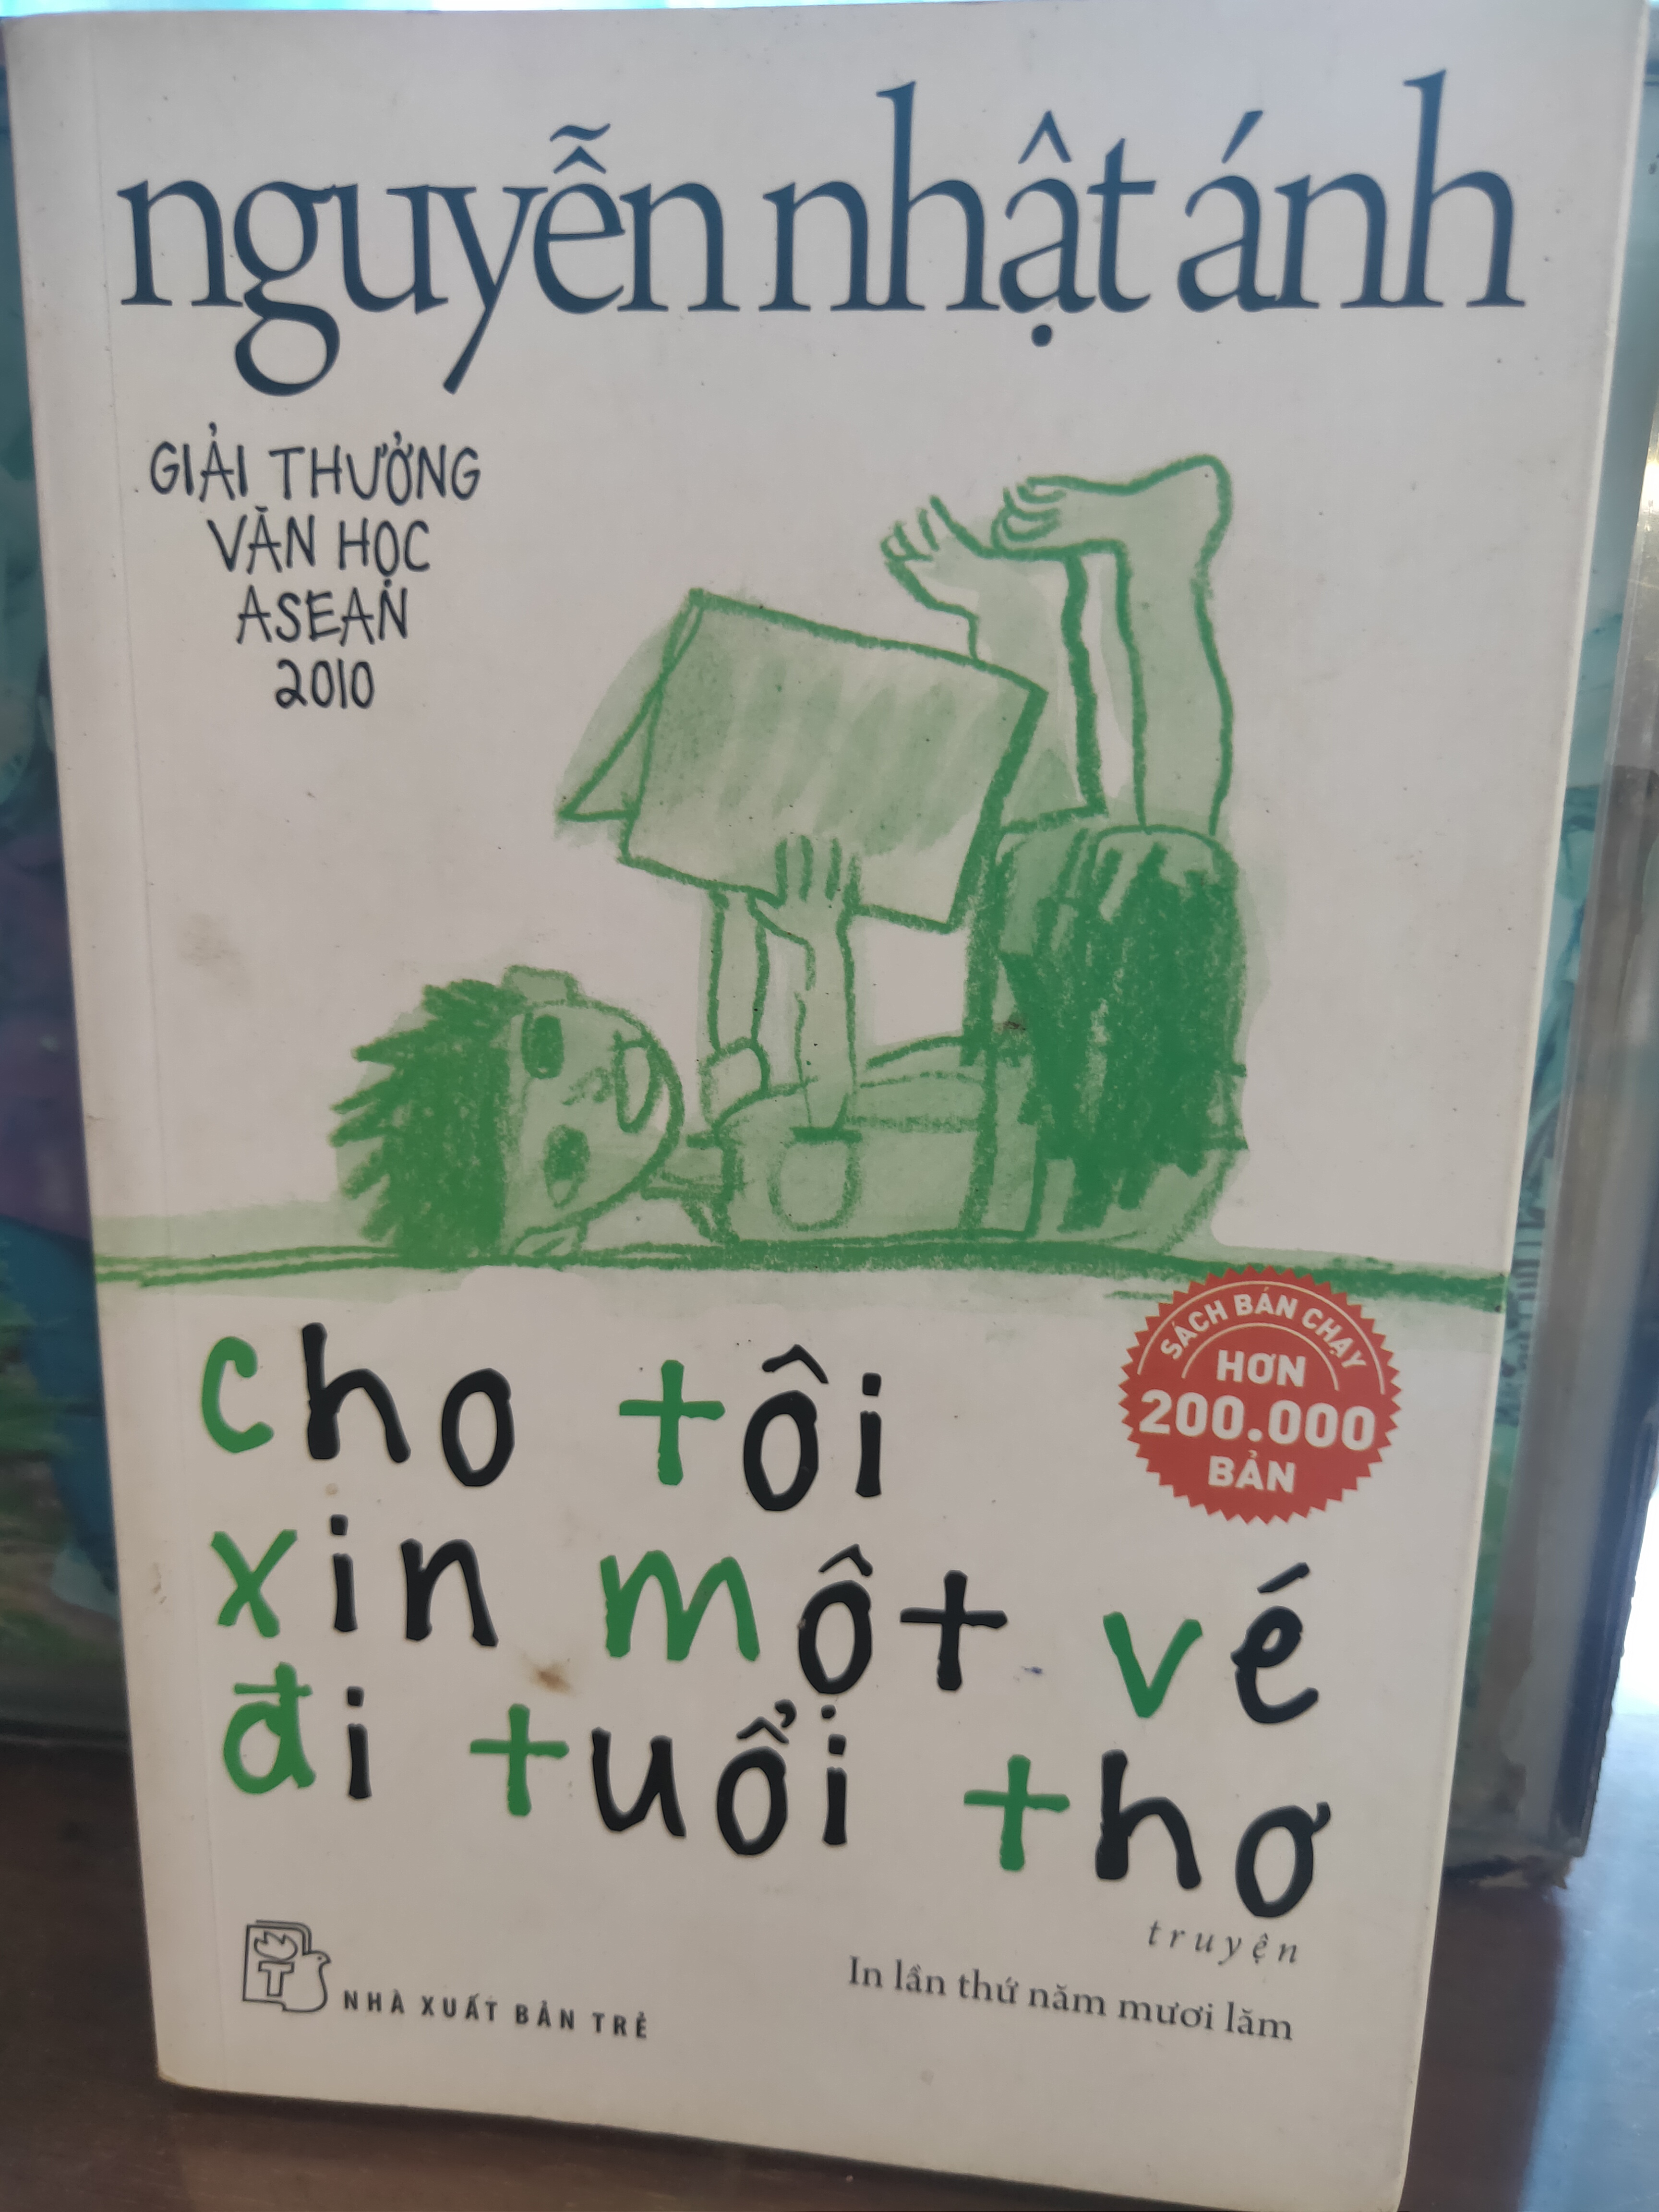 nguyễn nhật ánh
GIẢI THƯỞNG
VĂN HỌC
ASEAN
2010
SÁCH BÁN CHẠY
HƠN
200.000
BẢN
cho tôi
xin một vé
đi tuổi thơ
truyện
In lần thứ năm mươi lăm
NHÀ XUẤT BẢN TRẺ